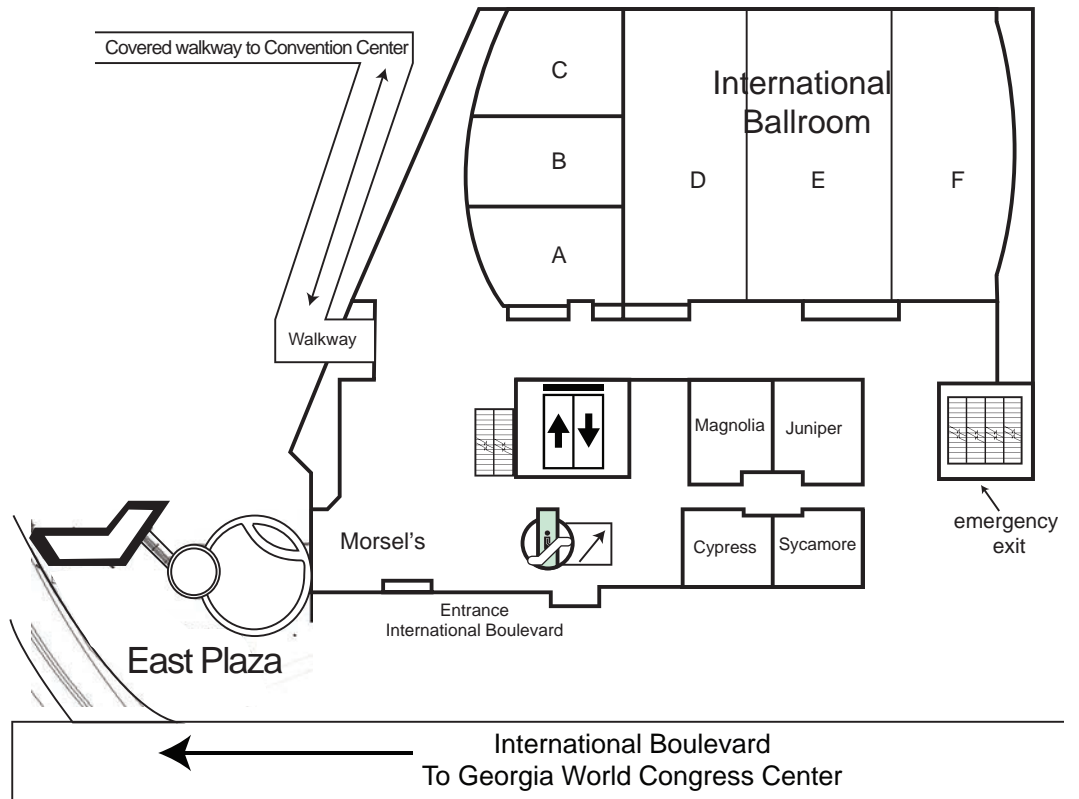 Covered walkway to Convention Center
C
International
Ballroom
B
D
E
F
A
Walkway
Magnolia
Juniper
emergency
exit
Morsel's
i
Cypress
Sycamore
Entrance
International Boulevard
East Plaza
International Boulevard
To Georgia World Congress Center